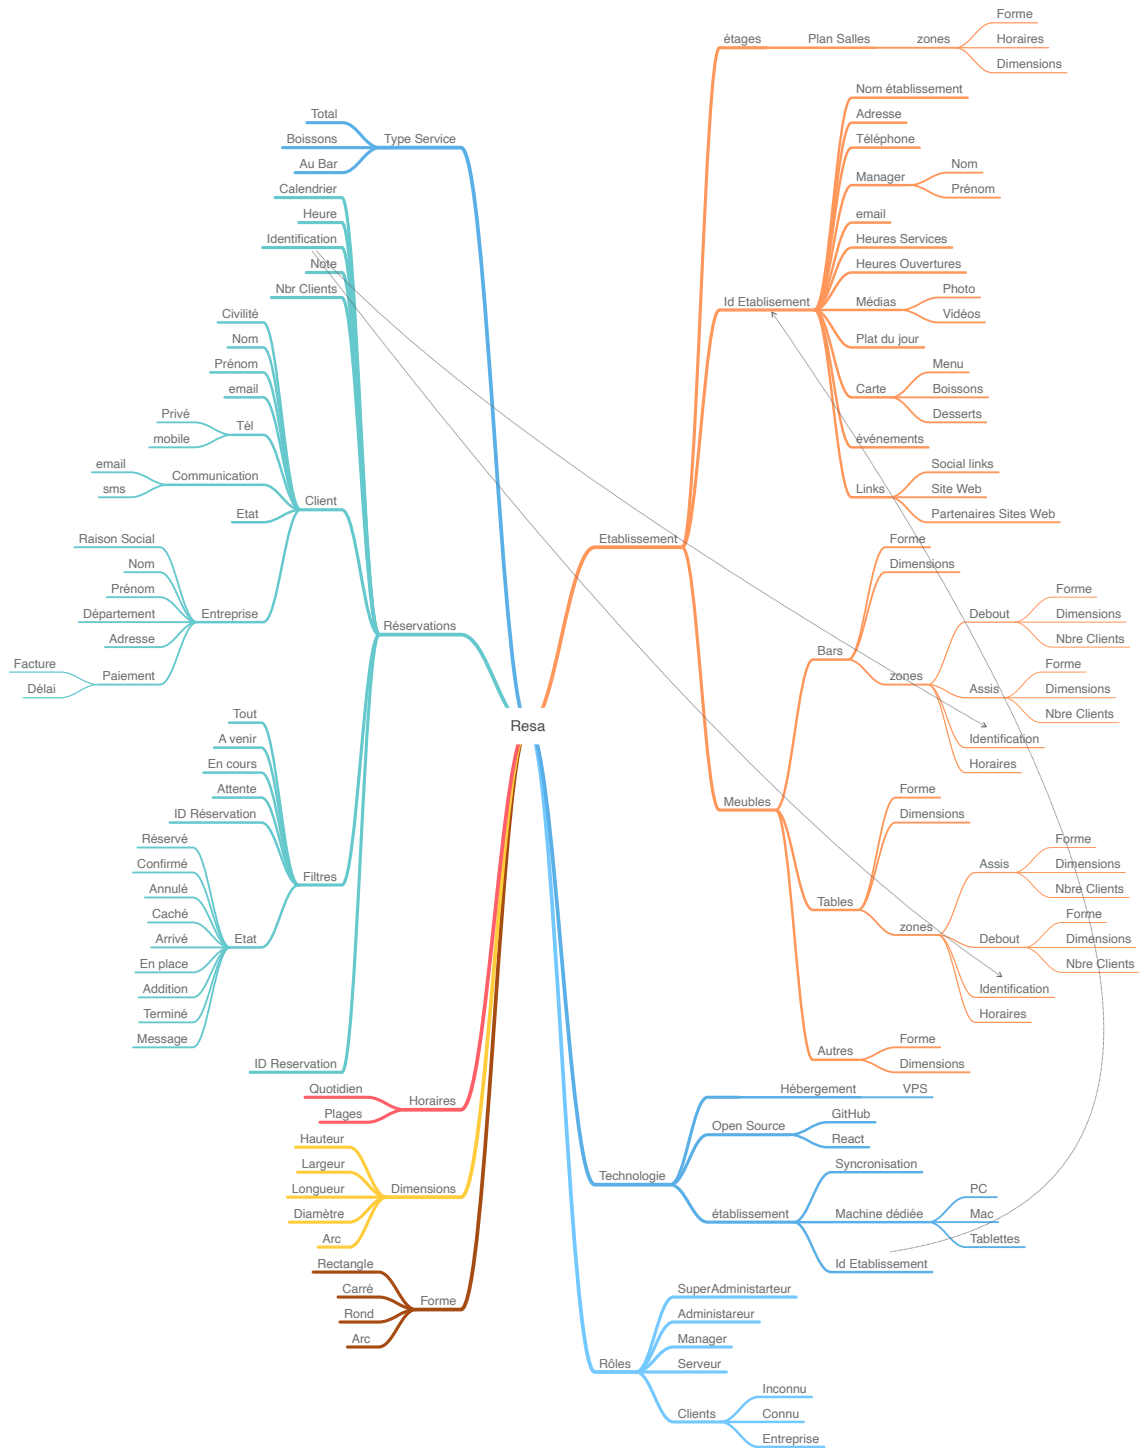 Resa
Type Service
Total
Boissons
Au Bar
Réservations
Calendrier
Heure
Identification
Note
Nbr Clients
Client
Civilité
Nom
Prénom
email
Tél
Privé
mobile
Communication
email
sms
Etat
Entreprise
Raison Social
Nom
Prénom
Département
Adresse
Paiement
Facture
Délai
Filtres
Tout
A venir
En cours
Attente
ID Réservation
Etat
Réservé
Confirmé
Annulé
Caché
Arrivé
En place
Addition
Terminé
Message
ID Reservation
Horaires
Quotidien
Plages
Dimensions
Hauteur
Largeur
Longueur
Diamètre
Arc
Forme
Rectangle
Carré
Rond
Arc
Etablissement
étages
Plan Salles
zones
Forme
Horaires
Dimensions
Id Etablisement
Nom établissement
Adresse
Téléphone
Manager
Nom
Prénom
email
Heures Services
Heures Ouvertures
Médias
Photo
Vidéos
Plat du jour
Carte
Menu
Boissons
Desserts
événements
Links
Social links
Site Web
Partenaires Sites Web
Meubles
Bars
Forme
Dimensions
zones
Debout
Forme
Dimensions
Nbre Clients
Assis
Forme
Dimensions
Nbre Clients
Identification
Horaires
Tables
Forme
Dimensions
zones
Assis
Forme
Dimensions
Nbre Clients
Debout
Forme
Dimensions
Nbre Clients
Identification
Horaires
Autres
Forme
Dimensions
Technologie
Hébergement
VPS
Open Source
GitHub
React
établissement
Syncronisation
Machine dédiée
PC
Mac
Tablettes
Id Etablissement
Rôles
SuperAdministarteur
Administareur
Manager
Serveur
Clients
Inconnu
Connu
Entreprise